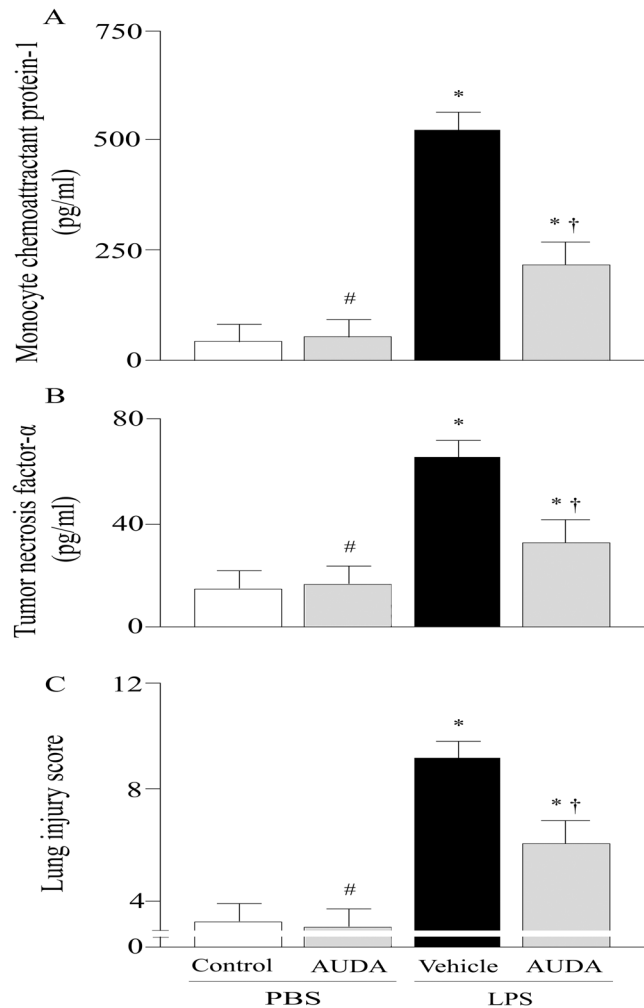 A
Monocyte chemoattractant protein-1
(pg/ml)
750
500
250
0
#
*
* †
B
Tumor necrosis factor-α
(pg/ml)
80
40
0
#
*
* †
C
Lung injury score
12
8
4
0
#
*
* †
Control AUDA Vehicle AUDA
PBS LPS